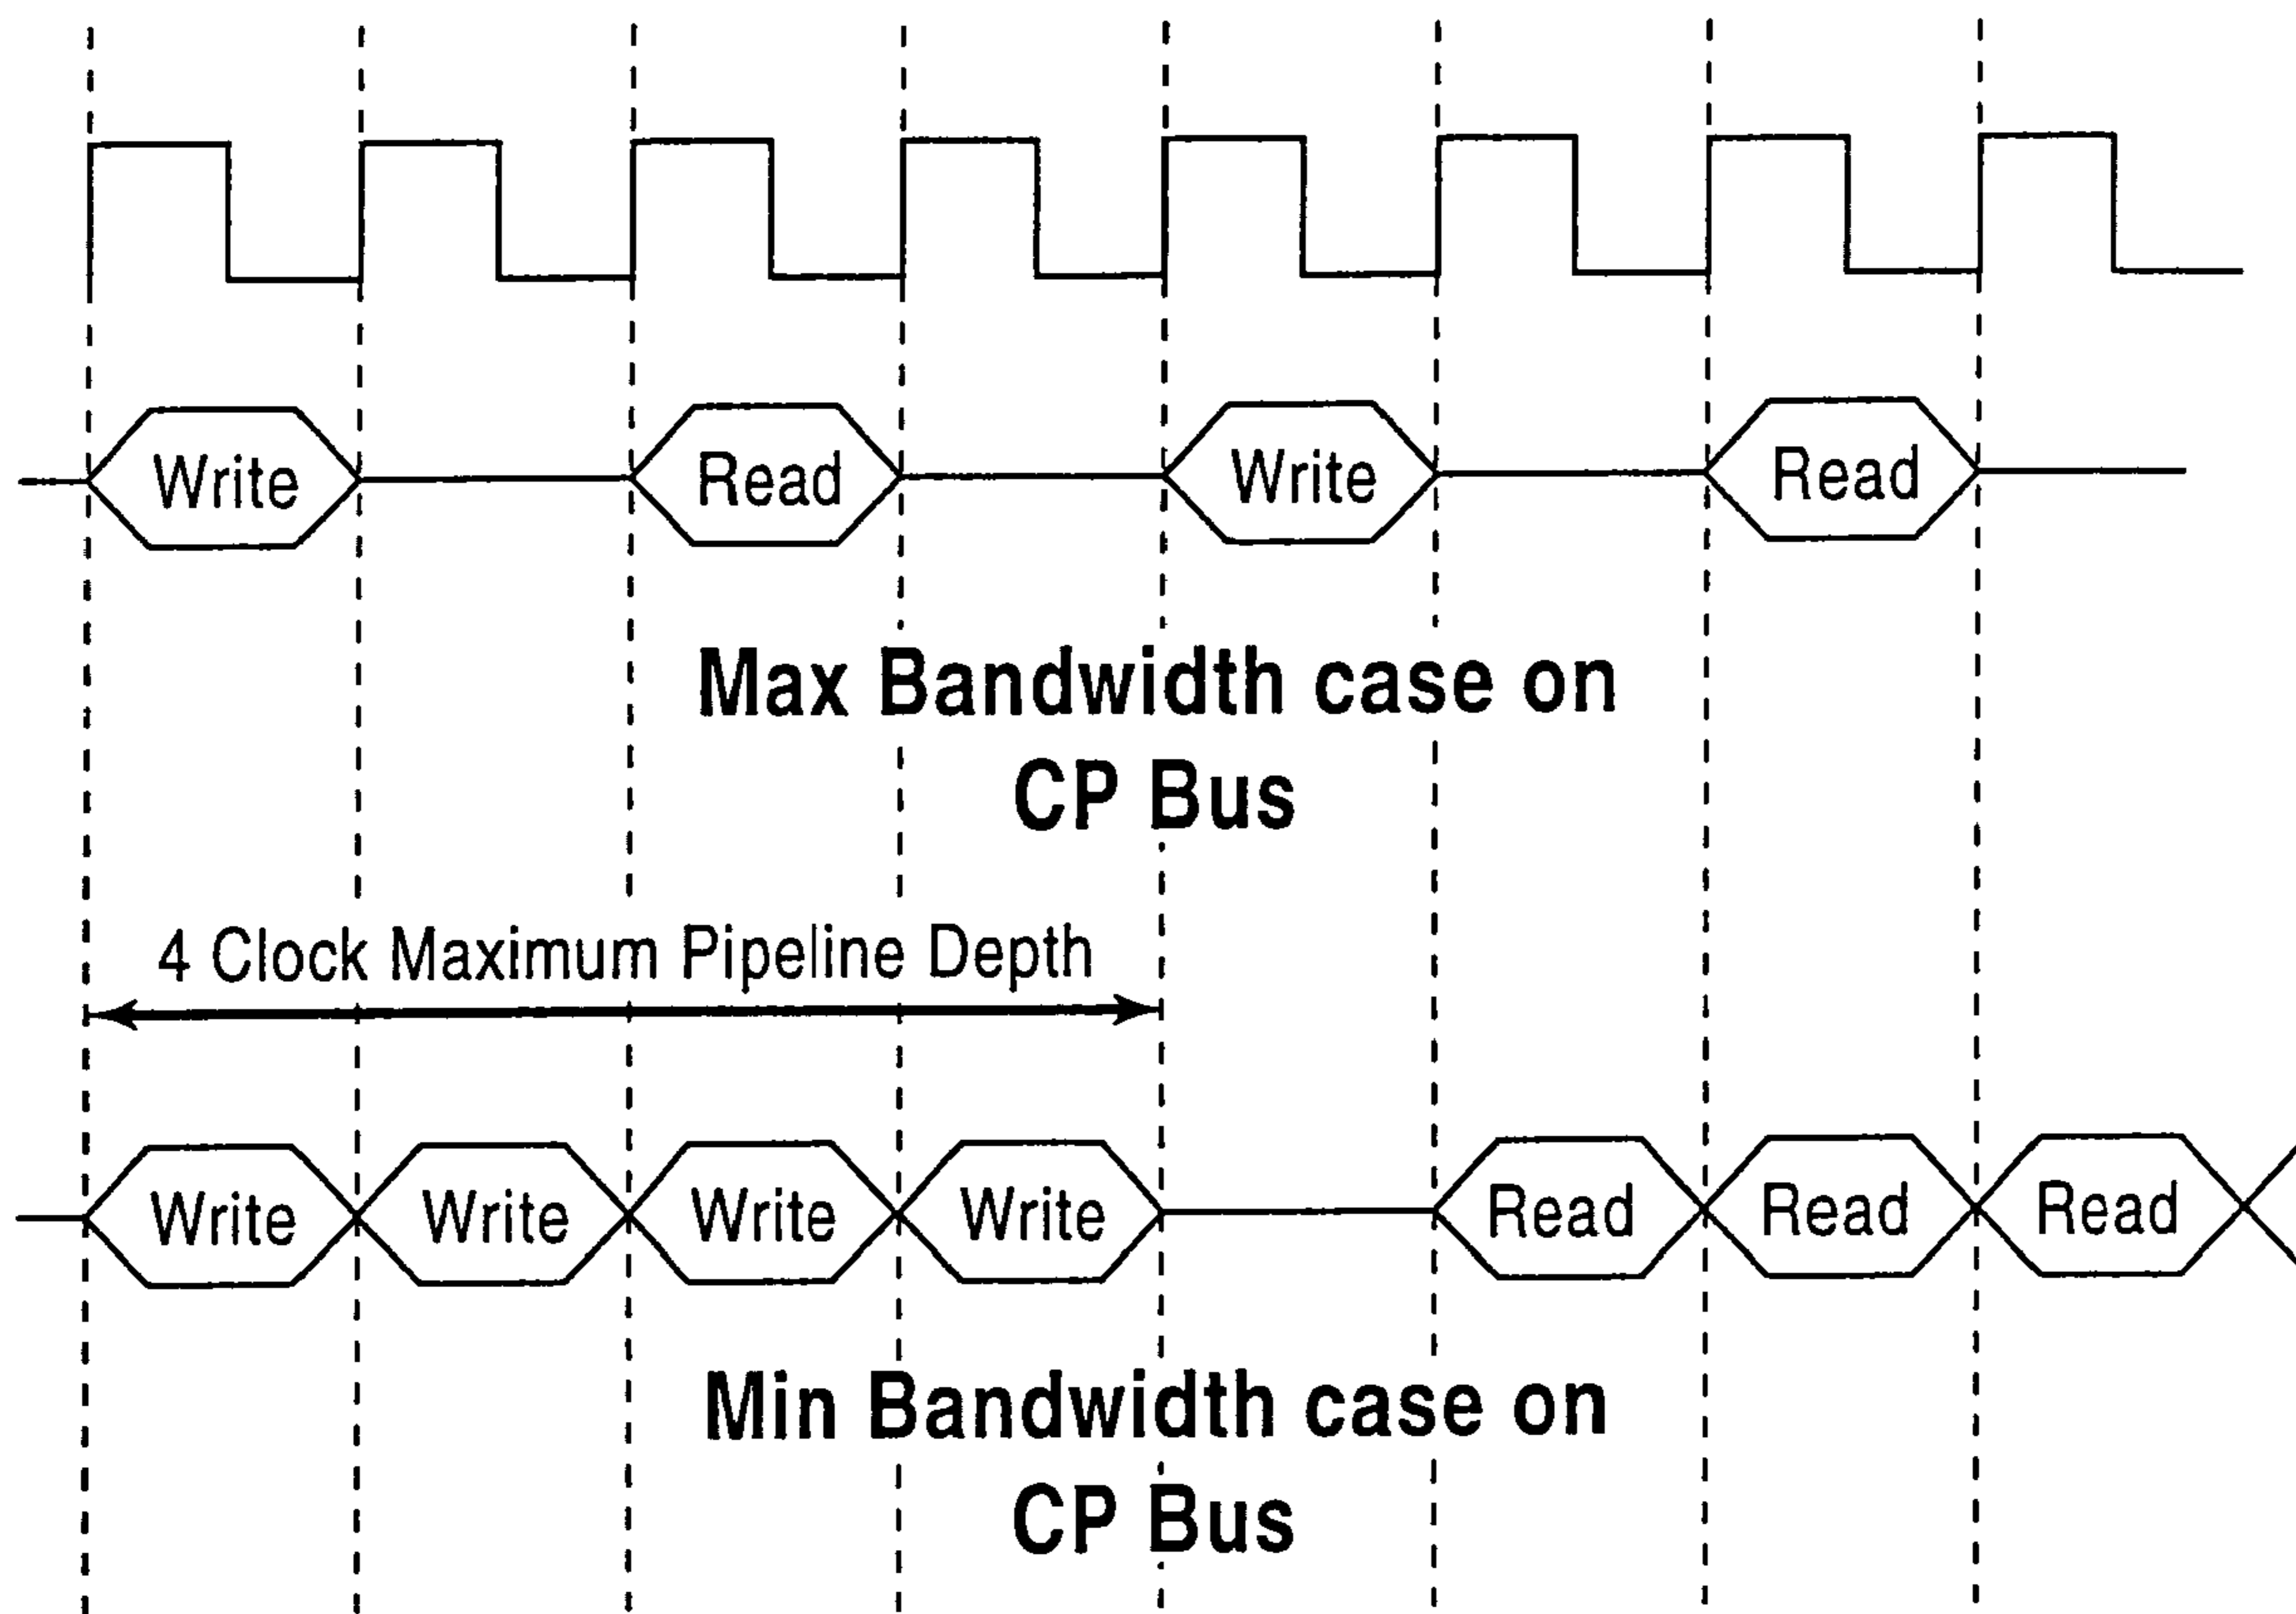 Write Read Write Read
Max Bandwidth case on
CP Bus
4 Clock Maximum Pipeline Depth
Write Write Write Write Read Read Read
Min Bandwidth case on
CP Bus